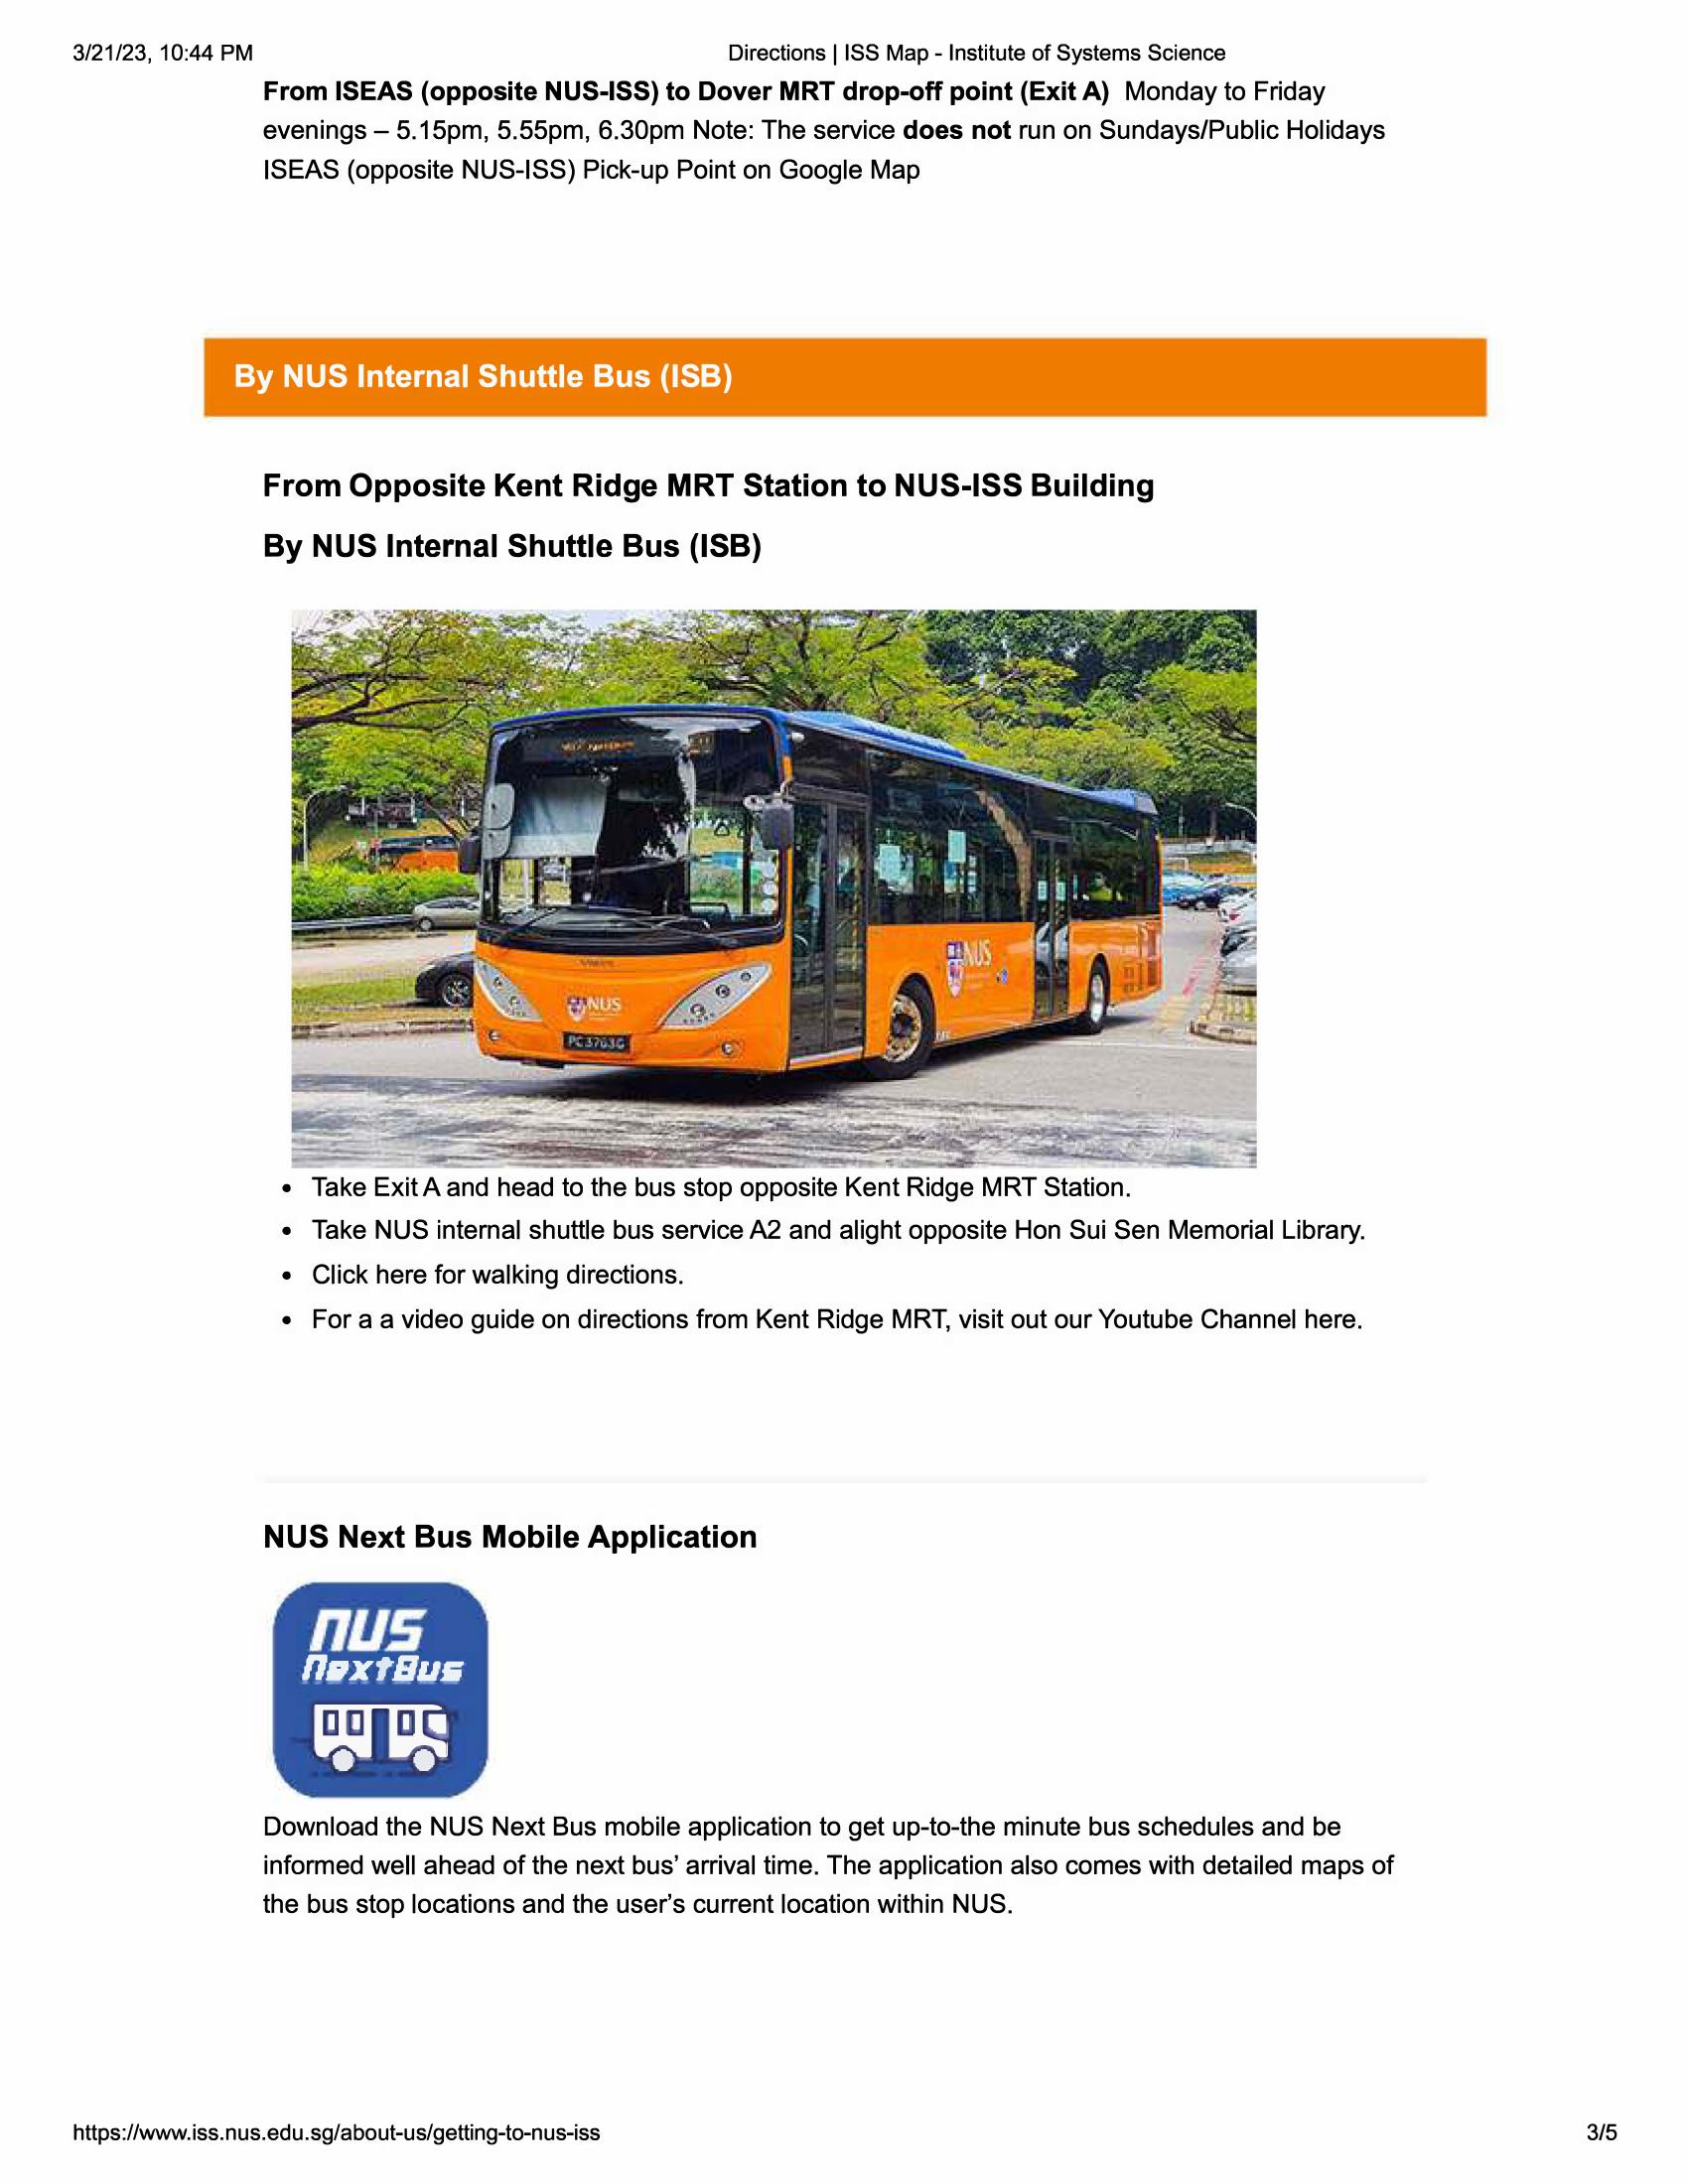 3/21/23, 10:44 PM
Directions | ISS Map - Institute of Systems Science
From ISEAS (opposite NUS-ISS) to Dover MRT drop-off point (Exit A)  Monday to Friday
evenings – 5.15pm, 5.55pm, 6.30pm Note: The service does not run on Sundays/Public Holidays
ISEAS (opposite NUS-ISS) Pick-up Point on Google Map
By NUS Internal Shuttle Bus (ISB)
From Opposite Kent Ridge MRT Station to NUS-ISS Building
By NUS Internal Shuttle Bus (ISB)
NUS
NUS
PC3763G
Take Exit A and head to the bus stop opposite Kent Ridge MRT Station.
Take NUS internal shuttle bus service A2 and alight opposite Hon Sui Sen Memorial Library.
Click here for walking directions.
For a a video guide on directions from Kent Ridge MRT, visit out our Youtube Channel here.
NUS Next Bus Mobile Application
NUS
NextBus
Download the NUS Next Bus mobile application to get up-to-the minute bus schedules and be
informed well ahead of the next bus’ arrival time. The application also comes with detailed maps of
the bus stop locations and the user’s current location within NUS.
https://www.iss.nus.edu.sg/about-us/getting-to-nus-iss
3/5